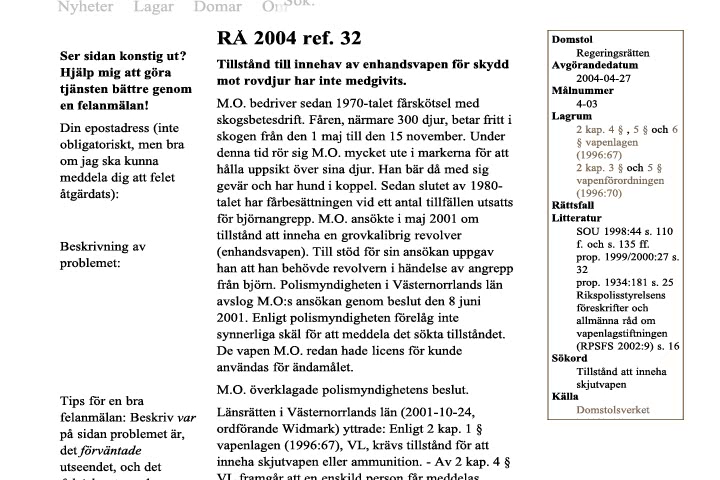 Nyheter Lagar Domar Om Sök:
Ser sidan konstig ut?
Hjälp mig att göra
tjänsten bättre genom
en felanmälan!
Din epostadress (inte
obligatoriskt, men bra
om jag ska kunna
meddela dig att felet
åtgärdats):
Beskrivning av
problemet:
Tips för en bra
felanmälan: Beskriv var
på sidan problemet är,
det förväntade
utseendet, och det
RÅ 2004 ref. 32
Tillstånd till innehav av enhandsvapen för skydd
mot rovdjur har inte medgivits.
M.O. bedriver sedan 1970-talet fårskötsel med
skogsbetesdrift. Fåren, närmare 300 djur, betar fritt i
skogen från den 1 maj till den 15 november. Under
denna tid rör sig M.O. mycket ute i markerna för att
hålla uppsikt över sina djur. Han bär då med sig
gevär och har hund i koppel. Sedan slutet av 1980-
talet har fårbesättningen vid ett antal tillfällen utsatts
för björnangrepp. M.O. ansökte i maj 2001 om
tillstånd att inneha en grovkalibrig revolver
(enhandsvapen). Till stöd för sin ansökan uppgav
han att han behövde revolvern i händelse av angrepp
från björn. Polismyndigheten i Västernorrlands län
avslog M.O:s ansökan genom beslut den 8 juni
2001. Enligt polismyndigheten förelåg inte
synnerliga skäl för att meddela det sökta tillståndet.
De vapen M.O. redan hade licens för kunde
användas för ändamålet.
M.O. överklagade polismyndighetens beslut.
Länsrätten i Västernorrlands län (2001-10-24,
ordförande Widmark) yttrade: Enligt 2 kap. 1 §
vapenlagen (1996:67), VL, krävs tillstånd för att
inneha skjutvapen eller ammunition. - Av 2 kap. 4 §
VL framgår att en enskild person får meddelas
Domstol
Regeringsrätten
Avgörandedatum
2004-04-27
Målnummer
4-03
Lagrum
2 kap. 4 § , 5 § och 6
§ vapenlagen
(1996:67)
2 kap. 3 § och 5 §
vapenförordningen
(1996:70)
Rättsfall
Litteratur
SOU 1998:44 s. 110
f. och s. 135 ff.
prop. 1999/2000:27 s.
32
prop. 1934:181 s. 25
Rikspolisstyrelsens
föreskrifter och
allmänna råd om
vapenlagstiftningen
(RPSFS 2002:9) s. 16
Sökord
Tillstånd att inneha
skjutvapen
Källa
Domstolsverket